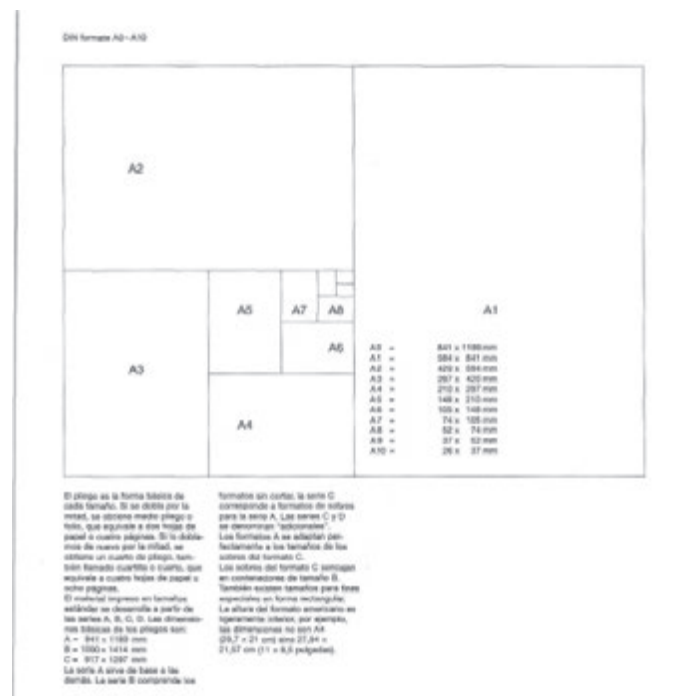 DIN formate A0–A10
A2
A5
A7
A8
A1
A6
A3
A4
A0 = 841 x 1189 mm
A1 = 594 x 841 mm
A2 = 420 x 594 mm
A3 = 297 x 420 mm
A4 = 210 x 297 mm
A5 = 148 x 210 mm
A6 = 105 x 148 mm
A7 = 74 x 105 mm
A8 = 52 x 74 mm
A9 = 37 x 52 mm
A10 = 26 x 37 mm
El pliego es la forma básica de
cada tamaño. Si se dobla por la
mitad, se obtiene medio pliego o
folio, que equivale a dos hojas de
papel o cuatro páginas. Si lo dobla-
mos de nuevo por la mitad, se
obtiene un cuarto de pliego, tam-
bién llamado cuartilla o cuarto, que
equivale a cuatro hojas de papel u
ocho páginas.
El material impreso en tamaños
estándar se desarrolla a partir de
las series A, B, C, D. Las dimensio-
nes básicas de los pliegos son:
A = 841 x 1189 mm
B = 1000 x 1414 mm
C = 917 x 1297 mm
La serie A sirve de base a las
demás. La serie B comprende los
formatos sin cortar, la serie C
corresponde a formatos de sobres
para la serie A. Las series C y D
se denominan "adicionales".
Los formatos A se adaptan per-
fectamente a los tamaños de los
sobres del formato C.
Los sobres del formato C encajan
en contenedores de tamaño B.
También existen tamaños para fines
especiales en forma rectangular.
La altura del formato americano es
ligeramente inferior, por ejemplo,
las dimensiones no son A4
(29,7 x 21 cm) sino 27,94 x
21,57 cm (11 x 8,5 pulgadas).